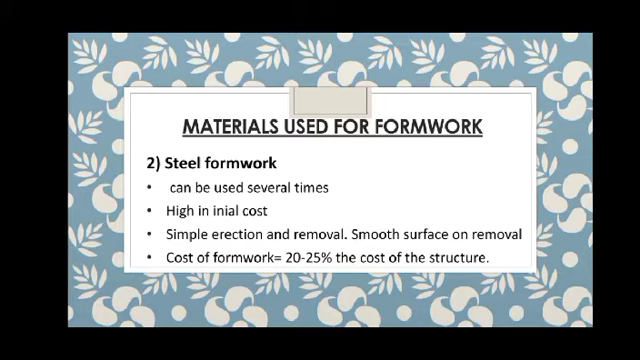 MATERIALS USED FOR FORMWORK
2) Steel formwork
• can be used several times
• High in inial cost
• Simple erection and removal. Smooth surface on removal
• Cost of formwork= 20-25% the cost of the structure.